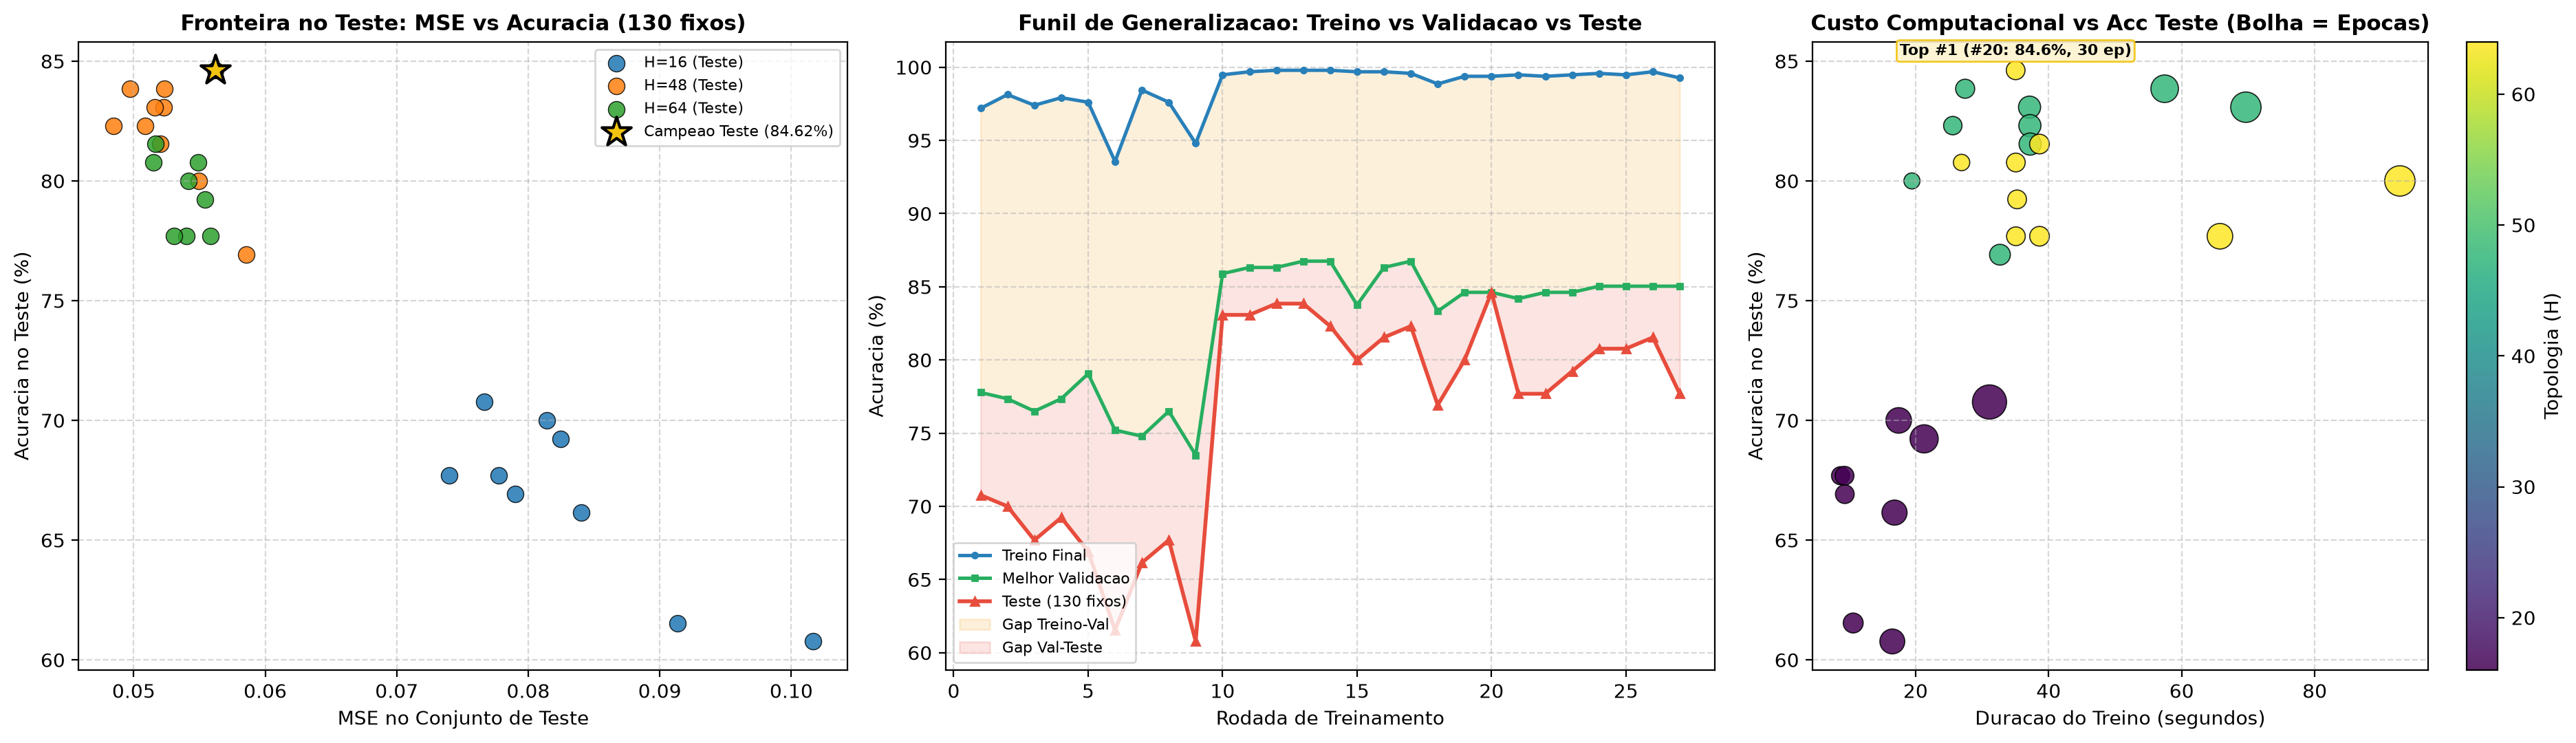 Fronteira no Teste: MSE vs Acuracia (130 fixos)
85
80
75
70
65
60
Acuracia no Teste (%)
H=16 (Teste)
H=48 (Teste)
H=64 (Teste)
Campeao Teste (84.62%)
0.05 0.06 0.07 0.08 0.09 0.10
MSE no Conjunto de Teste
Funil de Generalizacao: Treino vs Validacao vs Teste
100
95
90
85
80
75
70
65
60
Acuracia (%)
Treino Final
Melhor Validacao
Teste (130 fixos)
Gap Treino-Val
Gap Val-Teste
0 5 10 15 20 25
Rodada de Treinamento
Custo Computacional vs Acc Teste (Bolha = Epocas)
Top #1 (#20: 84.6%, 30 ep)
85
80
75
70
65
60
Acuracia no Teste (%)
20 40 60 80
Duracao do Treino (segundos)
60
50
40
30
20
Topologia (H)